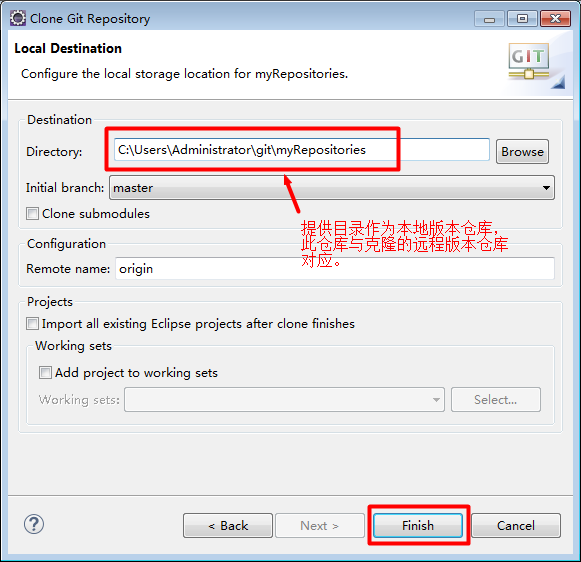 Clone Git Repository
Local Destination
Configure the local storage location for myRepositories.
GIT
Destination
Directory: C:\Users\Administrator\git\myRepositories Browse
Initial branch: master
Clone submodules
提供目录作为本地版本仓库，
此仓库与克隆的远程版本仓库
对应。
Configuration
Remote name: origin
Projects
Import all existing Eclipse projects after clone finishes
Working sets
Add project to working sets
Working sets: Select...
? < Back Next > Finish Cancel